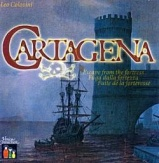 Leo Colovini
CARTAGENA
Escape from the fortress
Fuga dalla fortezza
Fuite de la forteresse